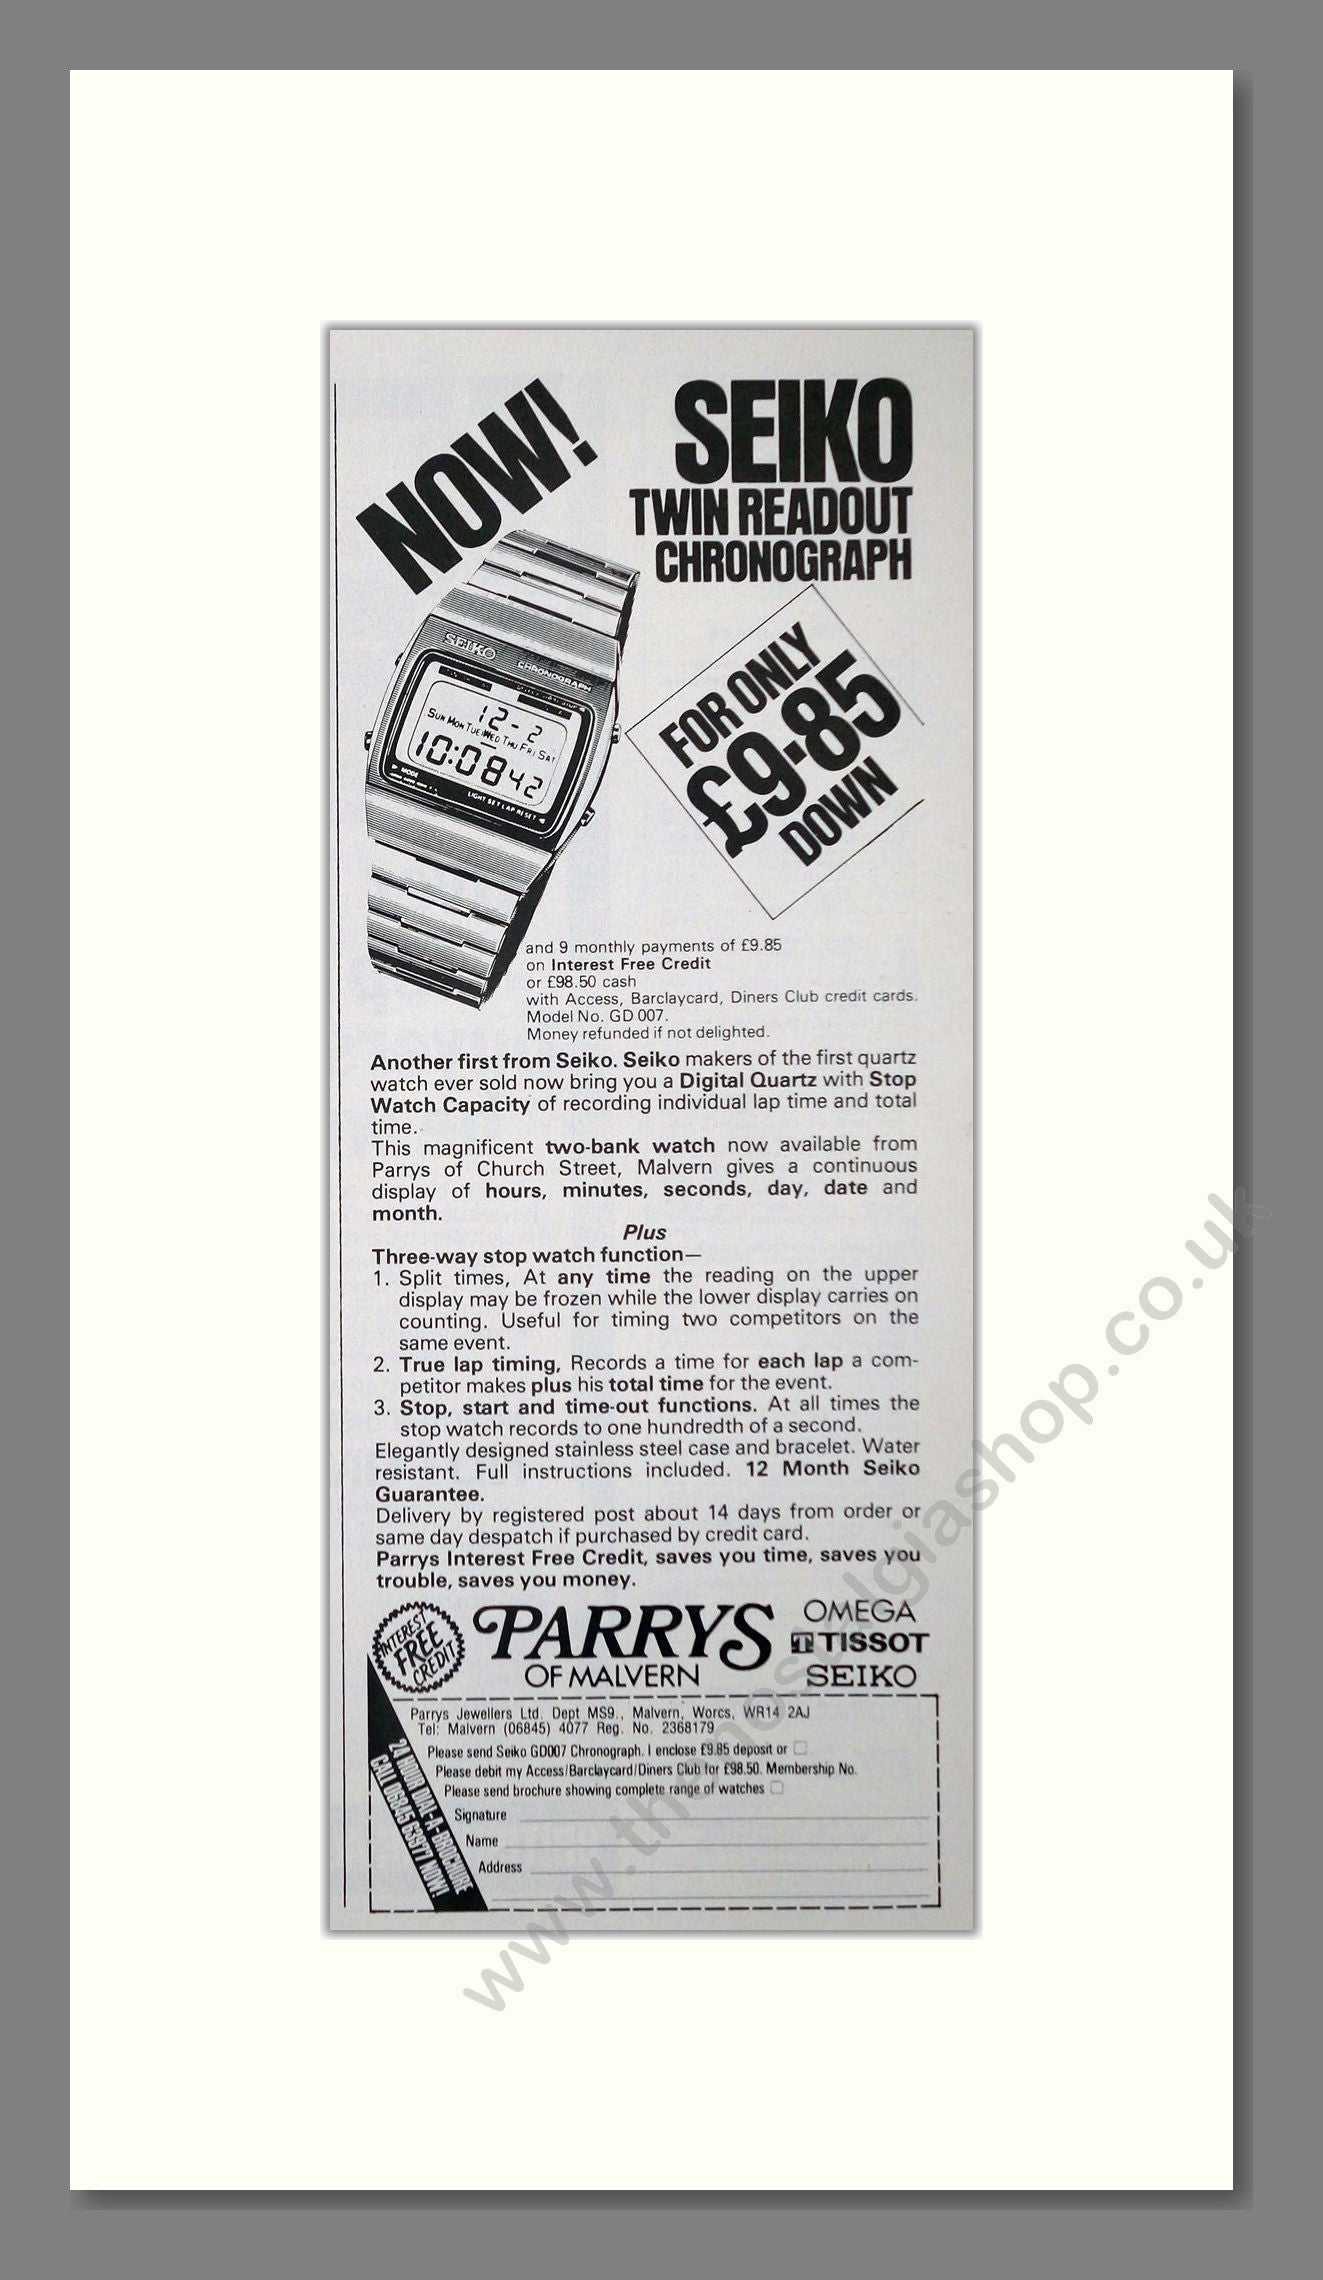 NOW!
SEIKO
TWIN READOUT
CHRONOGRAPH
SEIKO
CHRONOGRAPH
12-2
SUN MON TUE WED THU FRI SAT
10:08 42
MODE
LIGHT SET LAP RESET
FOR ONLY
£9·85
DOWN
and 9 monthly payments of £9.85
on Interest Free Credit
or £98.50 cash
with Access, Barclaycard, Diners Club credit cards.
Model No. GD 007.
Money refunded if not delighted.
Another first from Seiko. Seiko makers of the first quartz
watch ever sold now bring you a Digital Quartz with Stop
Watch Capacity of recording individual lap time and total
time.
This magnificent two-bank watch now available from
Parrys of Church Street, Malvern gives a continuous
display of hours, minutes, seconds, day, date and
month.
Plus
Three-way stop watch function—
1. Split times, At any time the reading on the upper
display may be frozen while the lower display carries on
counting. Useful for timing two competitors on the
same event.
2. True lap timing, Records a time for each lap a com-
petitor makes plus his total time for the event.
3. Stop, start and time-out functions. At all times the
stop watch records to one hundredth of a second.
Elegantly designed stainless steel case and bracelet. Water
resistant. Full instructions included. 12 Month Seiko
Guarantee.
Delivery by registered post about 14 days from order or
same day despatch if purchased by credit card.
Parrys Interest Free Credit, saves you time, saves you
trouble, saves you money.
INTEREST
FREE
CREDIT
PARRYS
OF MALVERN
OMEGA
TISSOT
SEIKO
Parrys Jewellers Ltd. Dept MS9., Malvern, Worcs, WR14 2AJ
Tel: Malvern (06845) 4077 Reg. No. 2368179
Please send Seiko GD007 Chronograph. I enclose £9.85 deposit or
Please debit my Access/Barclaycard/Diners Club for £98.50. Membership No.
Please send brochure showing complete range of watches
Signature
Name
Address
24 HOUR DIAL-A-BROCHURE
CALL 06845 63977 NOW!
www.thenostalgiashop.co.uk